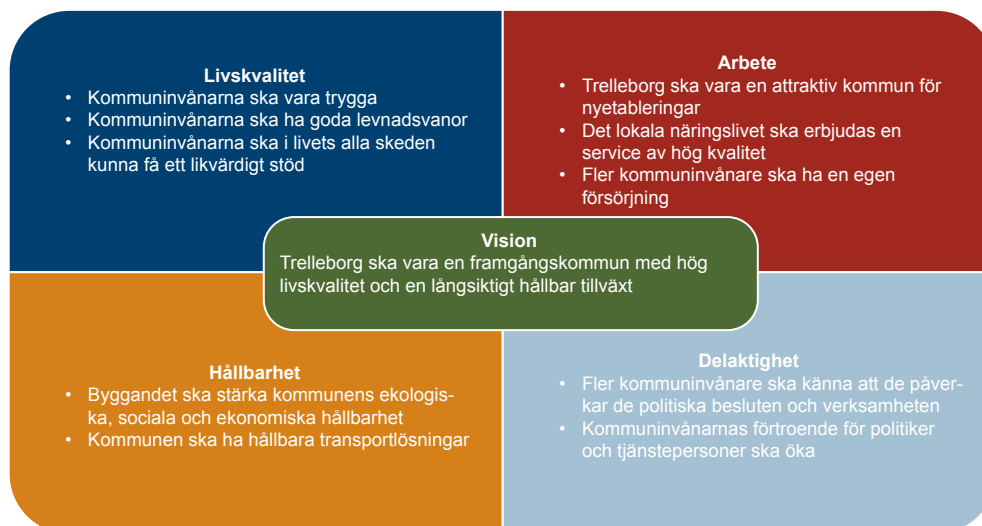 Livskvalitet
• Kommuninvånarna ska vara trygga
• Kommuninvånarna ska ha goda levnadsvanor
• Kommuninvånarna ska i livets alla skeden
kunna få ett likvärdigt stöd
Arbete
• Trelleborg ska vara en attraktiv kommun för
nyetableringar
• Det lokala näringslivet ska erbjudas en
service av hög kvalitet
• Fler kommuninvånare ska ha en egen
försörjning
Vision
Trelleborg ska vara en framgångskommun med hög
livskvalitet och en långsiktigt hållbar tillväxt
Hållbarhet
• Byggandet ska stärka kommunens ekologis-
ka, sociala och ekonomiska hållbarhet
• Kommunen ska ha hållbara transportlösningar
Delaktighet
• Fler kommuninvånare ska känna att de påver-
kar de politiska besluten och verksamheten
• Kommuninvånarnas förtroende för politiker
och tjänstepersoner ska öka